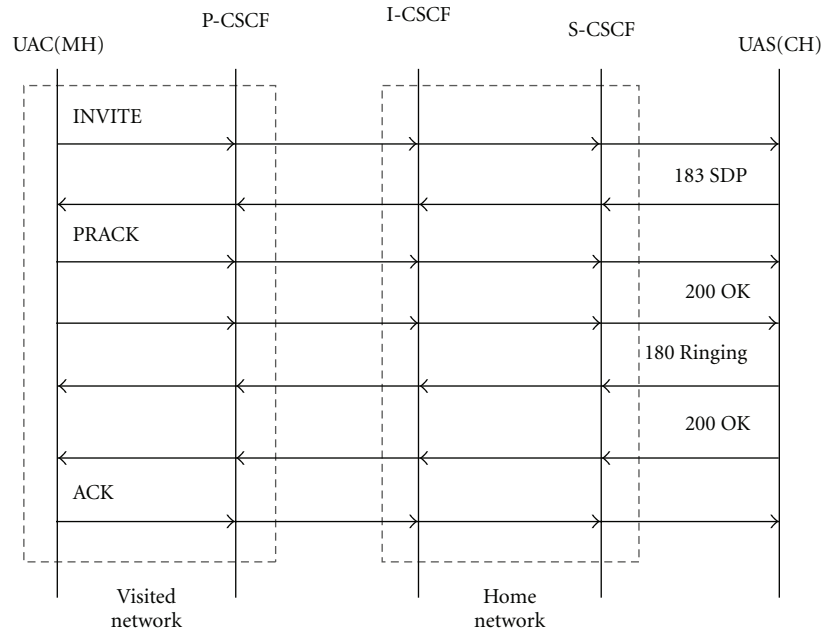 UAC(MH)
P-CSCF
I-CSCF
S-CSCF
UAS(CH)
INVITE
183 SDP
PRACK
200 OK
180 Ringing
200 OK
ACK
Visited
network
Home
network